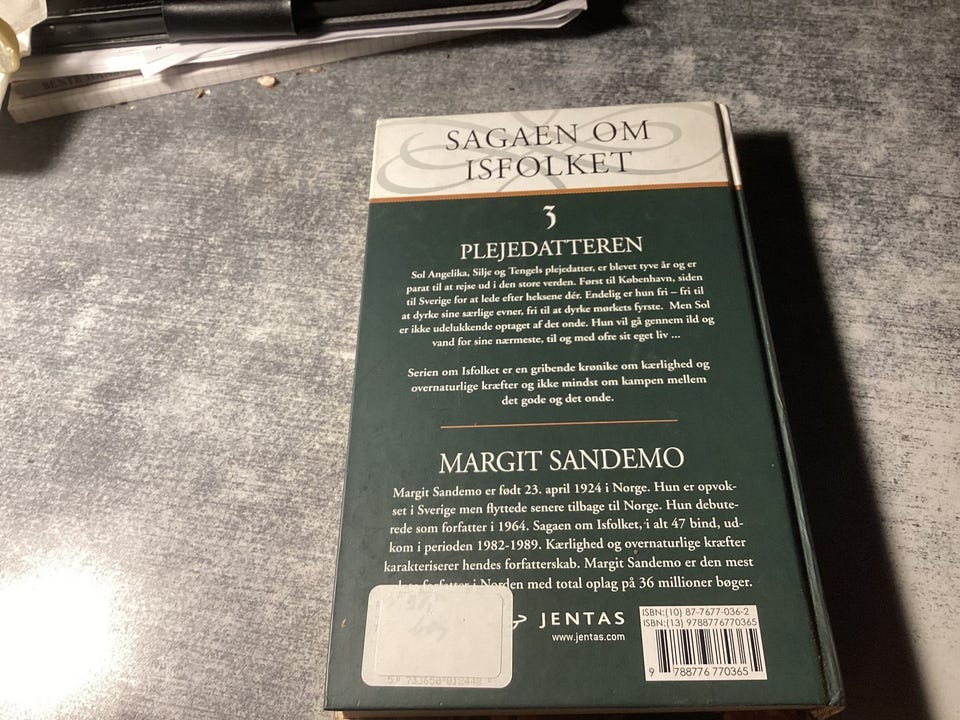 SAGAEN OM
ISFOLKET
3
PLEJEDATTEREN
Sol Angelika, Silje og Tengels plejedatter, er blevet tyve år og er
parat til at rejse ud i den store verden. Først til København, siden
til Sverige for at lede efter heksene dér. Endelig er hun fri – fri til
at dyrke sine særlige evner, fri til at dyrke mørkets fyrste. Men Sol
er ikke udelukkende optaget af det onde. Hun vil gå gennem ild og
vand for sine nærmeste, til og med ofre sit eget liv ...
Serien om Isfolket er en gribende krønike om kærlighed og
overnaturlige kræfter og ikke mindst om kampen mellem
det gode og det onde.
MARGIT SANDEMO
Margit Sandemo er født 23. april 1924 i Norge. Hun er opvok-
set i Sverige men flyttede senere tilbage til Norge. Hun debute-
rede som forfatter i 1964. Sagaen om Isfolket, i alt 47 bind, ud-
kom i perioden 1982-1989. Kærlighed og overnaturlige kræfter
karakteriserer hendes forfatterskab. Margit Sandemo er den mest
forfatter i Norden med total oplag på 36 millioner bøger.
JENTAS
www.jentas.com
ISBN:(10) 87-7677-036-2
ISBN:(13) 9788776770365
9 788776 770365
5 733650 012448